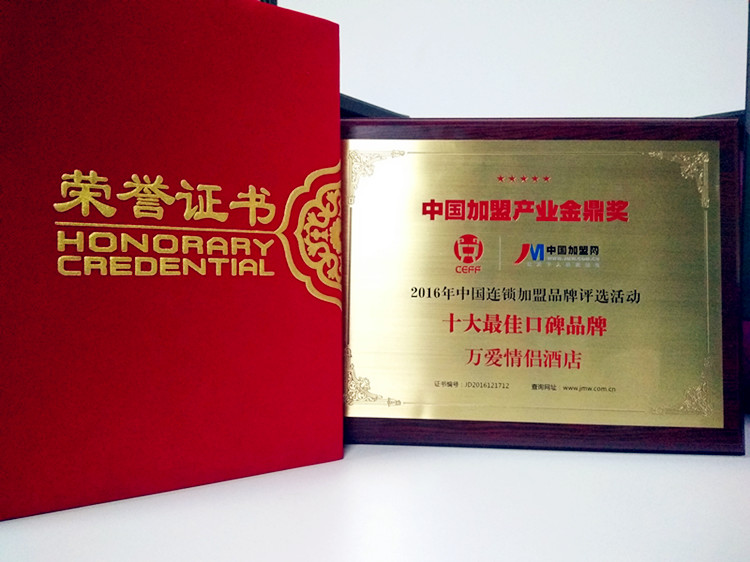 荣誉证书
HONORARY
CREDENTIAL
中国加盟产业金鼎奖
CEFF
JM 中国加盟网
2016年中国连锁加盟品牌评选活动
十大最佳口碑品牌
万爱情侣酒店
证书编号：JD2016121712 查询网址：www.jmw.com.cn